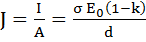 J = I/A = σ E₀(1-k)/d